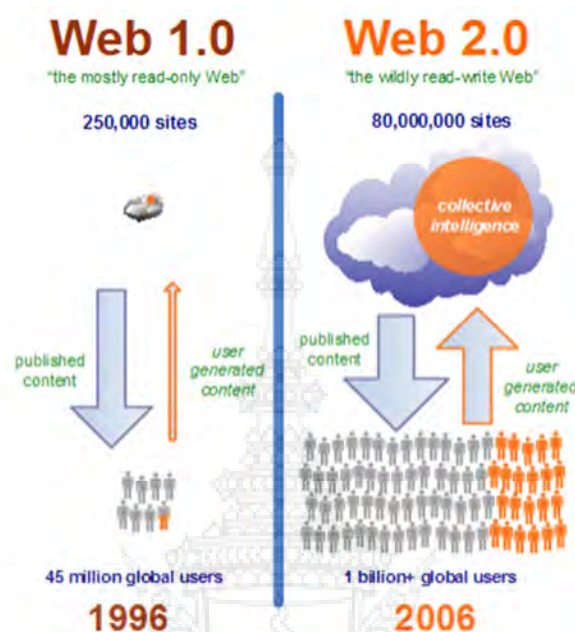 Web 1.0
"the mostly read-only Web"
250,000 sites
published
content
user
generated
content
45 million global users
1996
Web 2.0
"the wildly read-write Web"
80,000,000 sites
collective
intelligence
published
content
user
generated
content
1 billion+ global users
2006